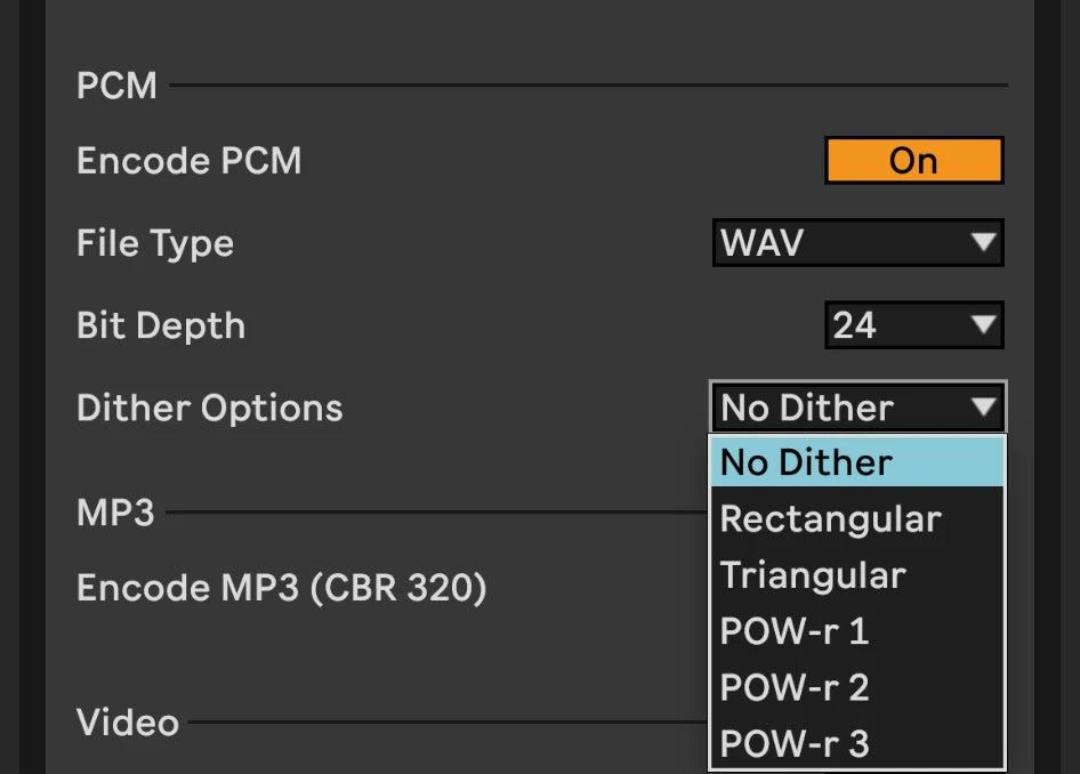 PCM
Encode PCM On
File Type WAV
Bit Depth 24
Dither Options No Dither
No Dither
Rectangular
MP3
Triangular
Encode MP3 (CBR 320)
POW-r 1
POW-r 2
Video
POW-r 3